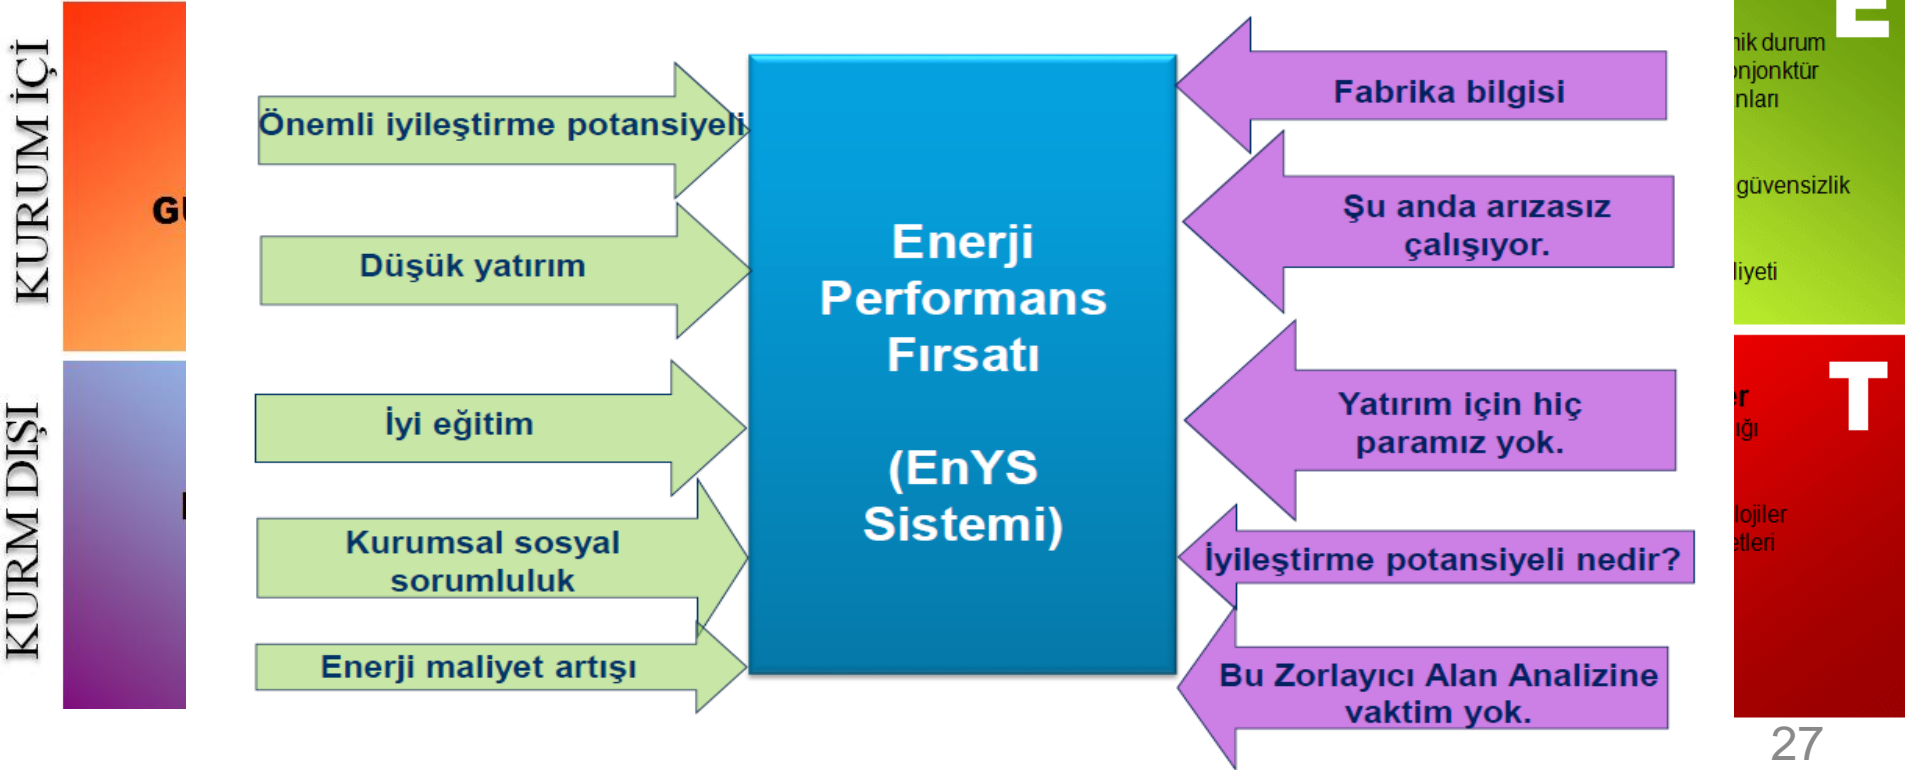 KURUM İÇİ
KURM DIŞI
Önemli iyileştirme potansiyeli
Düşük yatırım
İyi eğitim
Kurumsal sosyal
sorumluluk
Enerji maliyet artışı
Enerji
Performans
Fırsatı
(EnYS
Sistemi)
Fabrika bilgisi
Şu anda arızasız
çalışıyor.
Yatırım için hiç
paramız yok.
İyileştirme potansiyeli nedir?
Bu Zorlayıcı Alan Analizine
vaktim yok.
E
durum
güvensizlik
T
27